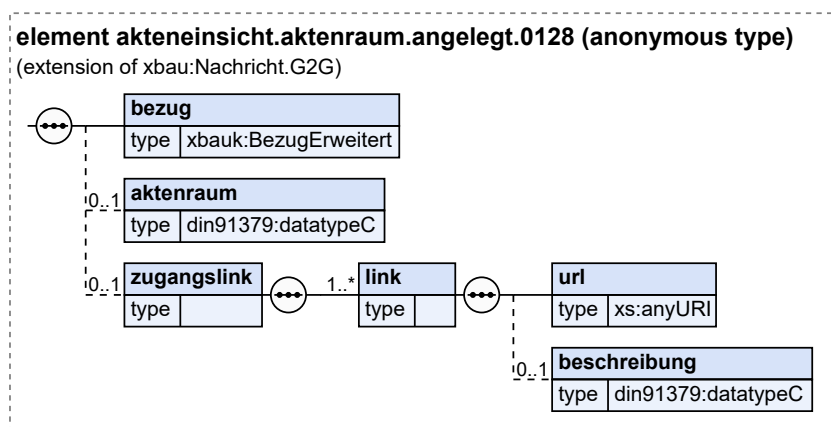 element akteneinsicht.aktenraum.angelegt.0128 (anonymous type)
(extension of xbau:Nachricht.G2G)
bezug
type xbauk:BezugErweitert
0..1 aktenraum
type din91379:datatypeC
0..1 zugangslink 1..* link url
type type type xs:anyURI
0..1 beschreibung
type din91379:datatypeC